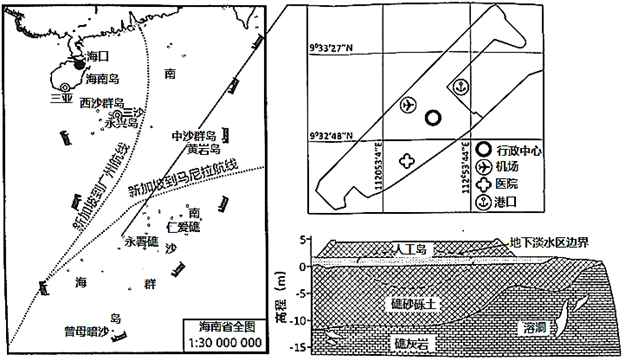 海口
海南岛
三亚
西沙群岛
三沙
永兴岛
南
中沙群岛
黄岩岛
新加坡到广州航线
新加坡到马尼拉航线
南
仁爱礁
永暑礁
沙
海
群
岛
曾母暗沙
海南省全图
1:30 000 000
9°33′27″N
9°32′48″N
112°53′4″E
112°53′44″E
行政中心
机场
医院
港口
人工岛
地下淡水区边界
礁砂砾土
溶洞
礁灰岩
高程 (m)
5
0
-5
-10
-15